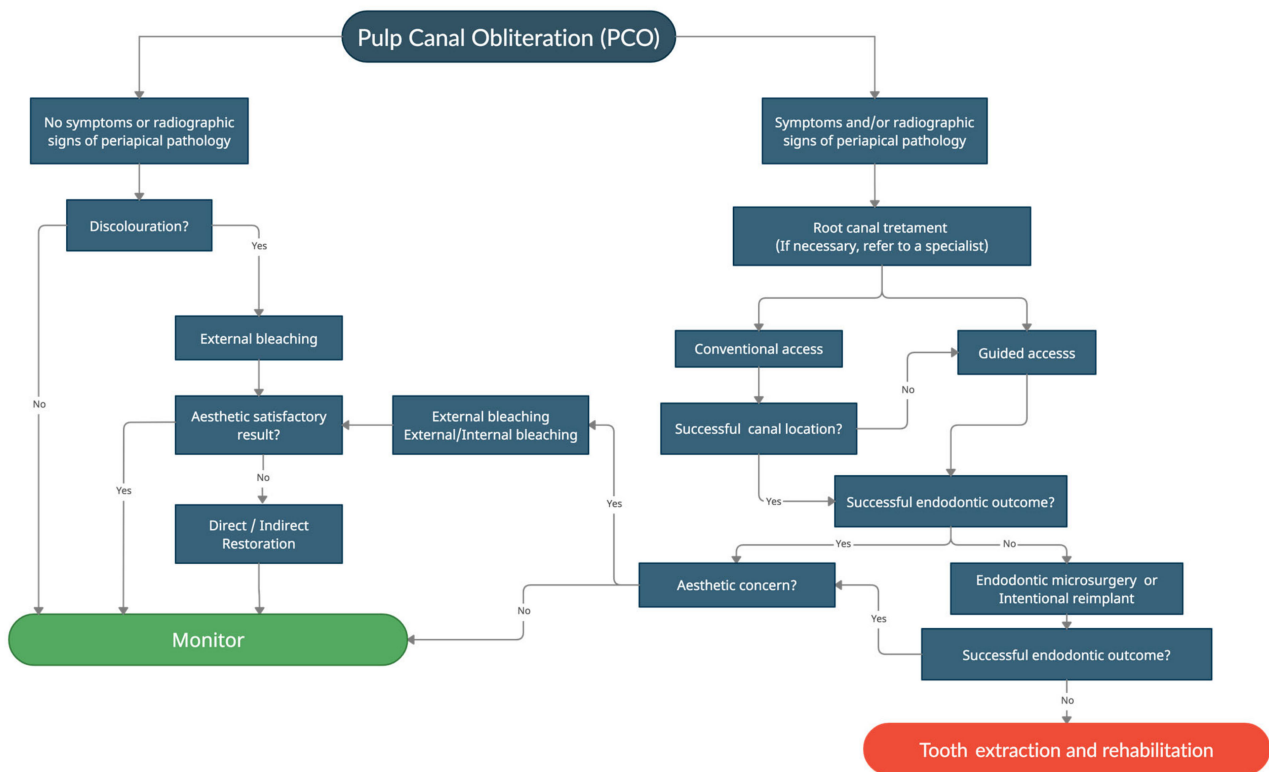 Pulp Canal Obliteration (PCO)
No symptoms or radiographic
signs of periapical pathology
Symptoms and/or radiographic
signs of periapical pathology
Discolouration?
Root canal tretament
(If necessary, refer to a specialist)
Yes
External bleaching
Conventional access
Guided accesss
No
No
Aesthetic satisfactory
result?
External bleaching
External/Internal bleaching
Successful canal location?
No
Yes
Yes
Yes
Successful endodontic outcome?
Direct / Indirect
Restoration
Yes
No
Aesthetic concern?
Endodontic microsurgery or
Intentional reimplant
No
Yes
Monitor
Successful endodontic outcome?
No
Tooth extraction and rehabilitation